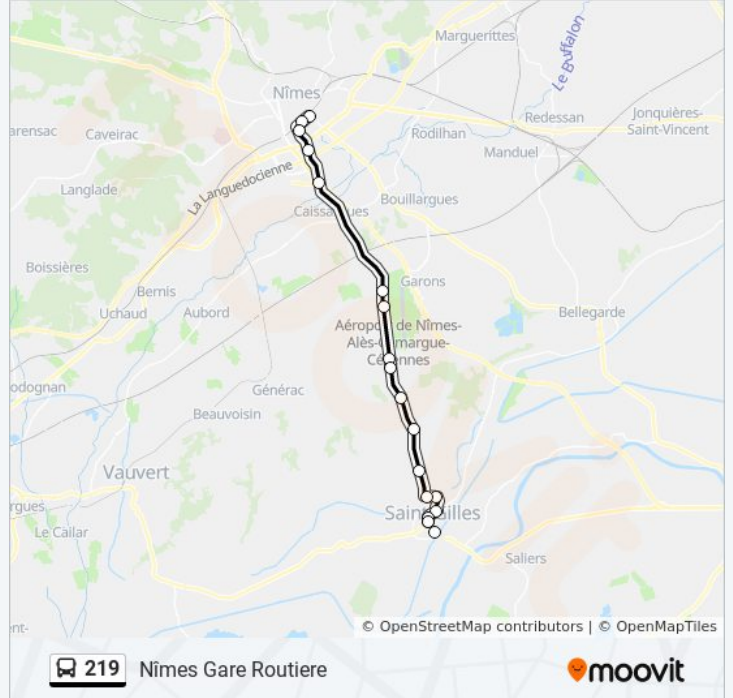 Marguerittes
Le Buffalon
Nîmes
Redessan
Jonquières-
Saint-Vincent
arensac
Caveirac
Rodilhan
Manduel
La Languedocienne
Langlade
Bouillargues
Caissargues
Boissières
Garons
Bernis
Uchaud
Aubord
Bellegarde
Aéroport de Nîmes-
Alès-Camargue-
Cévennes
odognan
Générac
Beauvoisin
Vauvert
rgues
Saint-Gilles
Le Cailar
Saliers
nt-
© OpenStreetMap contributors | © OpenMapTiles
219 Nîmes Gare Routiere
moovit